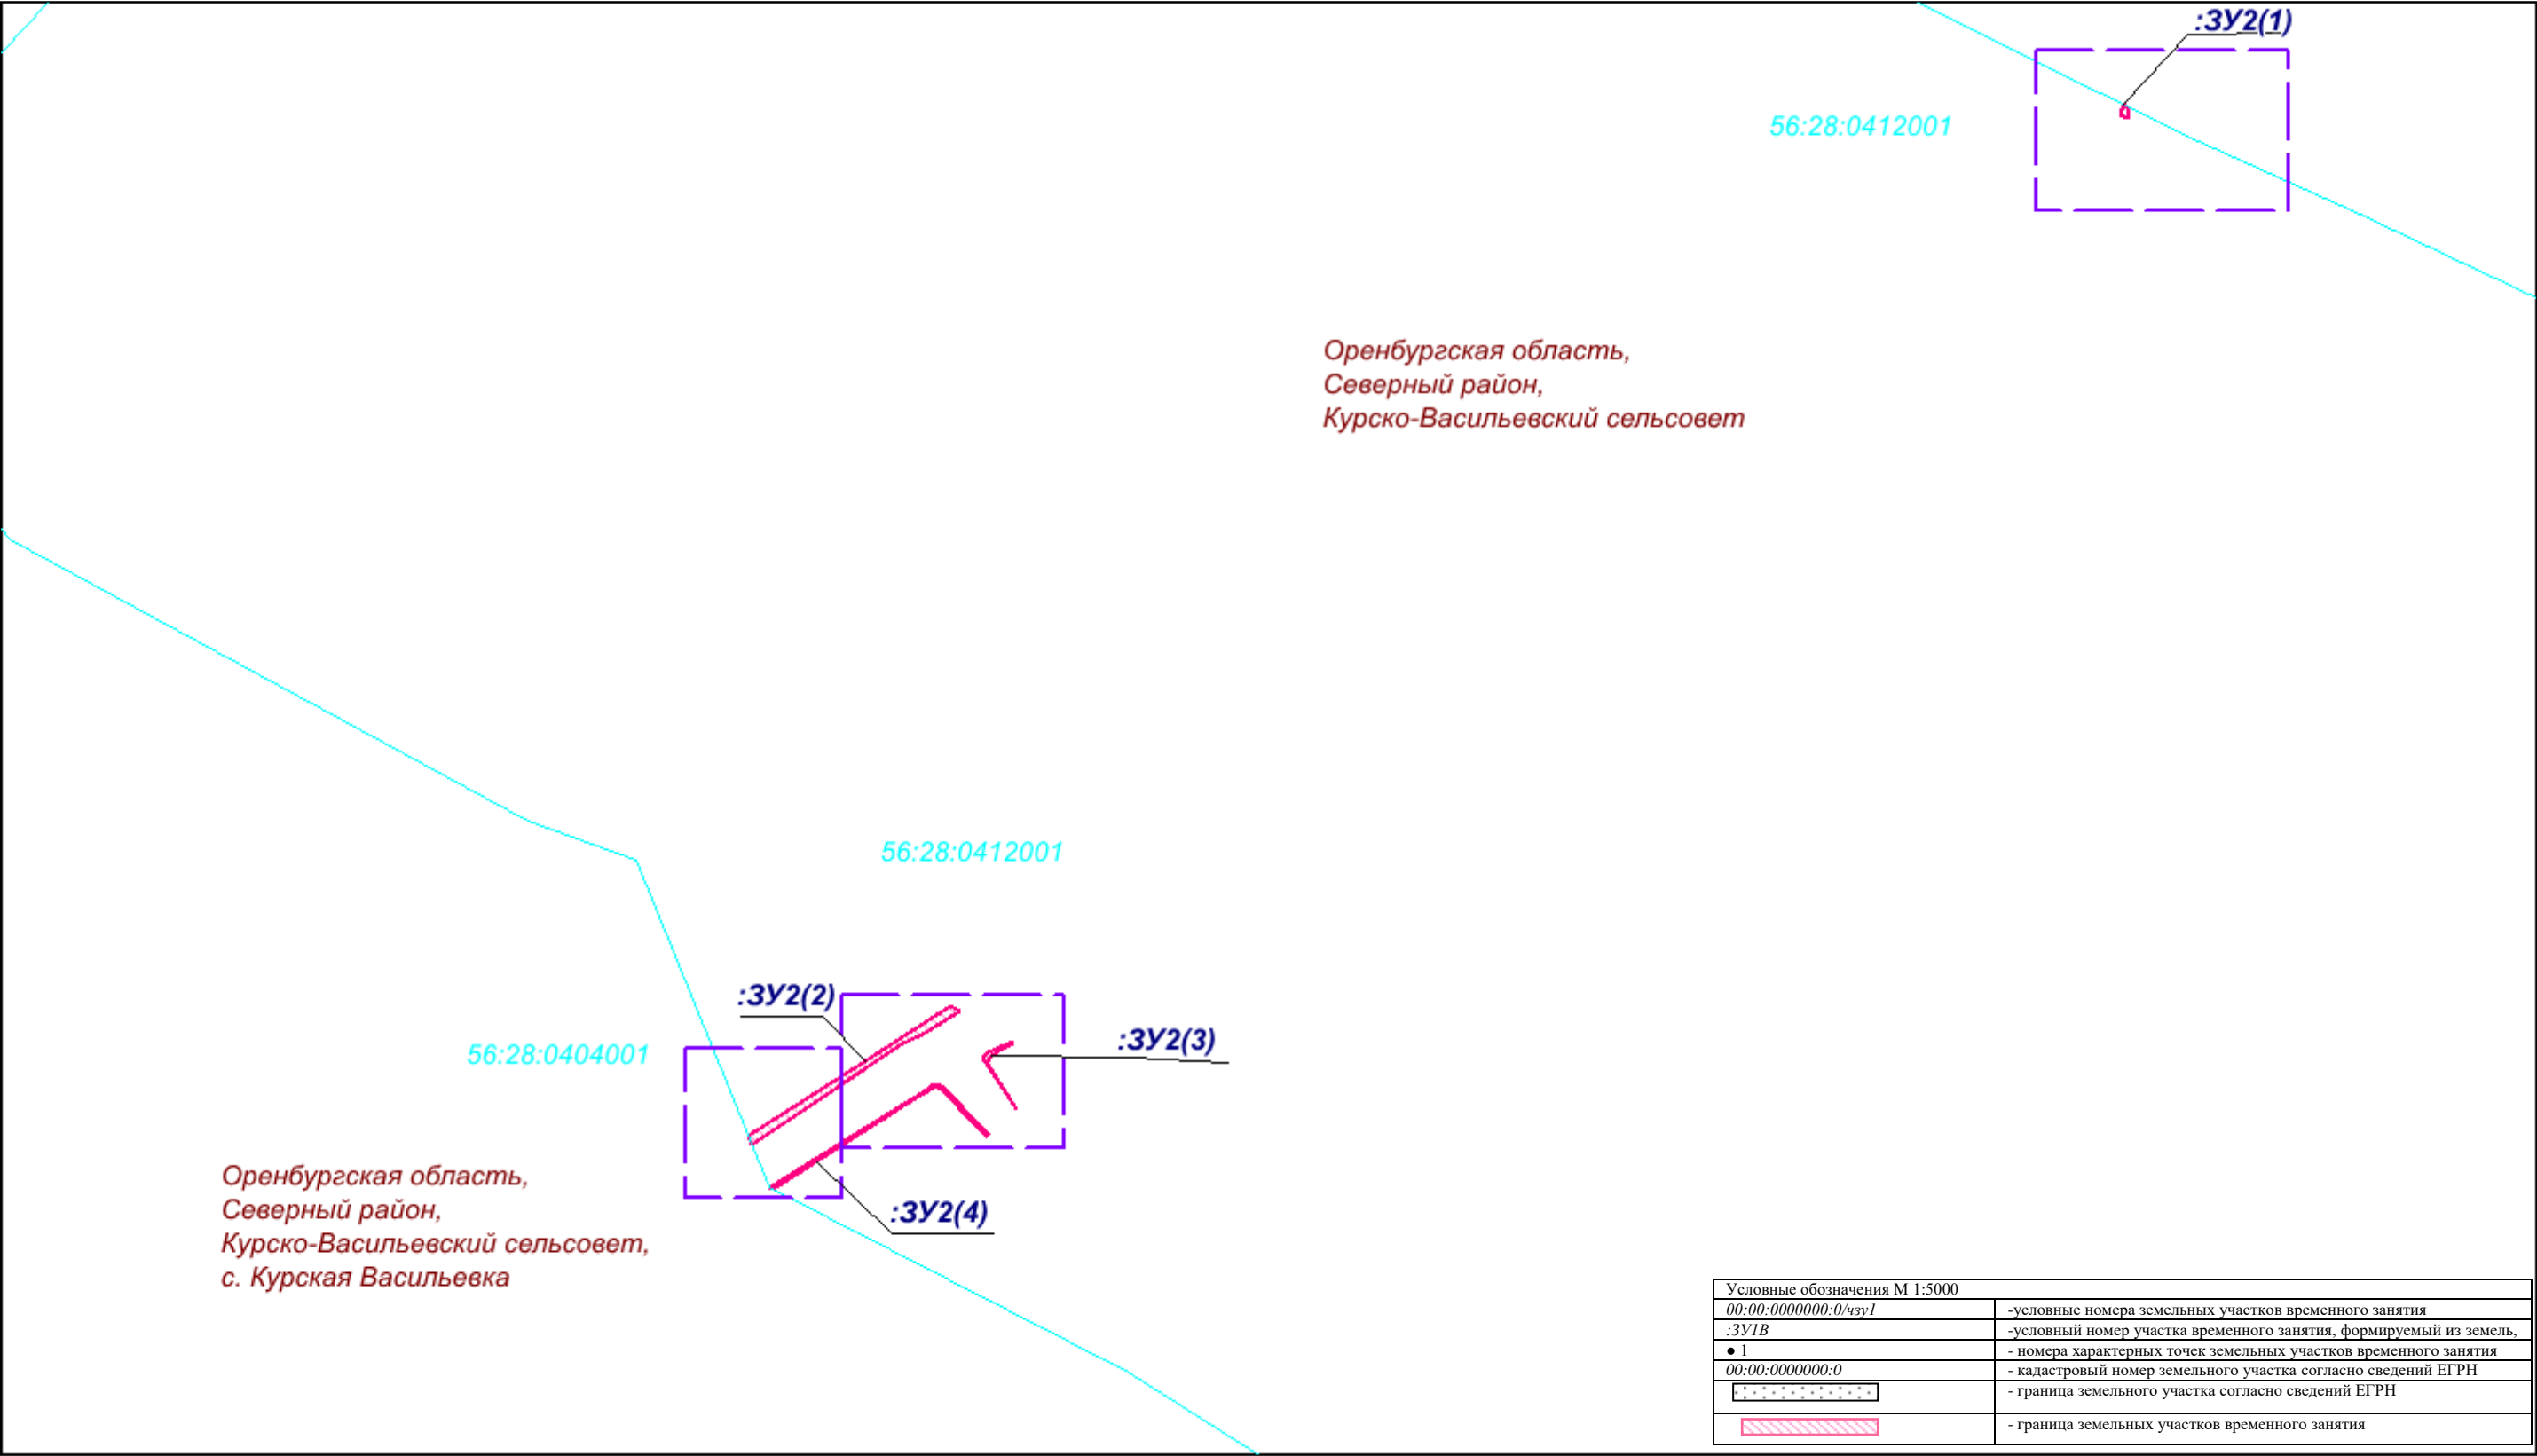 :ЗУ2(1)
56:28:0412001
Оренбургская область,
Северный район,
Курско-Васильевский сельсовет
56:28:0412001
:ЗУ2(2)
:ЗУ2(3)
56:28:0404001
Оренбургская область,
Северный район,
Курско-Васильевский сельсовет,
с. Курская Васильевка
:ЗУ2(4)
Условные обозначения М 1:5000
00:00:0000000:0/чзу1 -условные номера земельных участков временного занятия
:ЗУ1В -условный номер участка временного занятия, формируемый из земель,
● 1 - номера характерных точек земельных участков временного занятия
00:00:0000000:0 - кадастровый номер земельного участка согласно сведений ЕГРН
- граница земельного участка согласно сведений ЕГРН
- граница земельных участков временного занятия